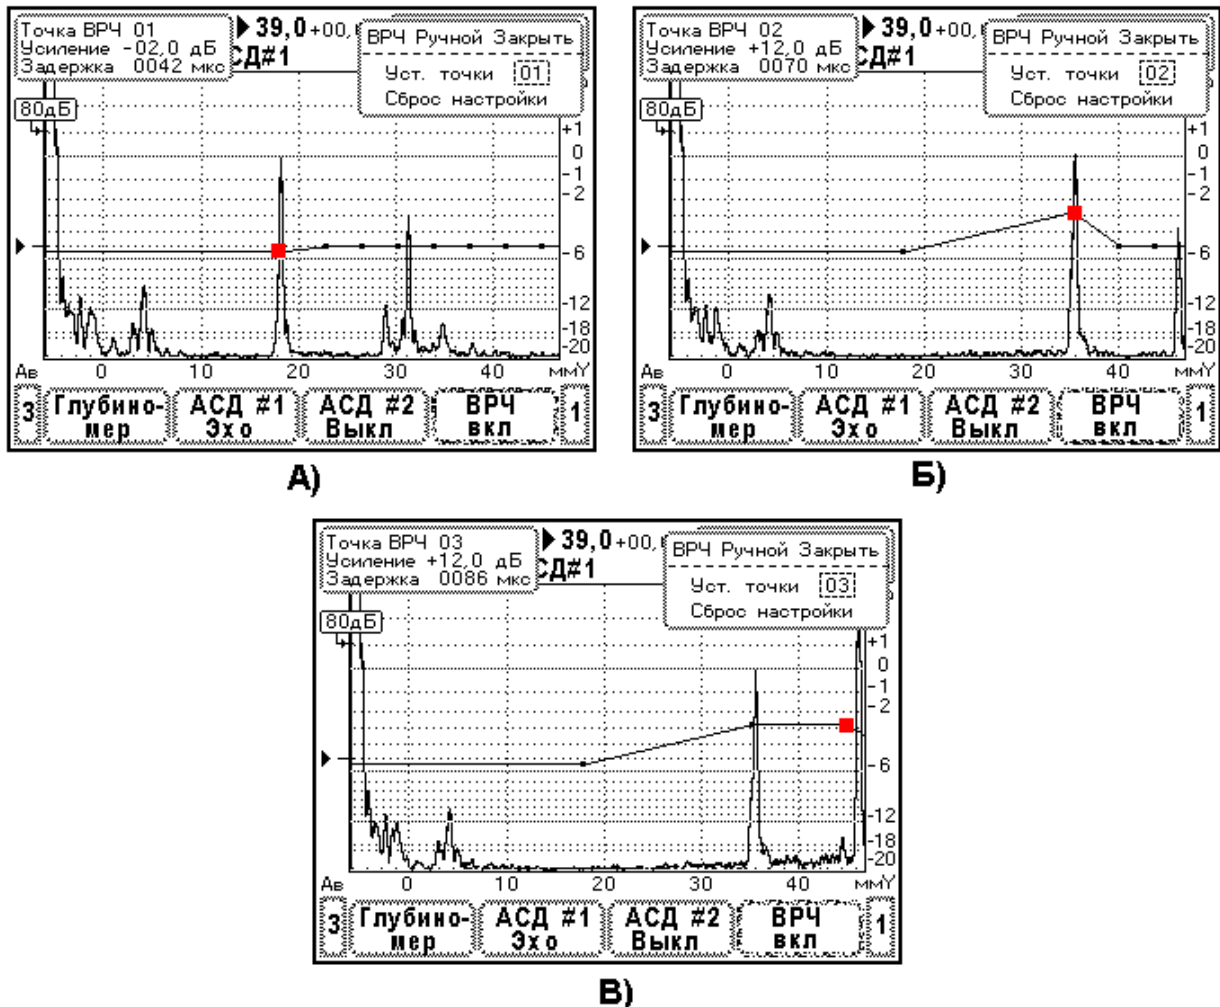 Точка ВРЧ 01
Усиление -02,0 дБ
Задержка 0042 мкс
39,0+00,
СД#1
ВРЧ Ручной Закрыть
Уст. точки 01
Сброс настройки
80дБ
+1
0
-1
-2
-6
-12
-18
-20
Ав 0 10 20 30 ммY
3 Глубино-мер АСД #1 Эхо АСД #2 Выкл ВРЧ вкл 1
А)
Точка ВРЧ 02
Усиление +12,0 дБ
Задержка 0070 мкс
39,0+00,
СД#1
ВРЧ Ручной Закрыть
Уст. точки 02
Сброс настройки
80дБ
+1
0
-1
-2
-6
-12
-18
-20
Ав 0 10 20 30 40 ммY
3 Глубино-мер АСД #1 Эхо АСД #2 Выкл ВРЧ вкл 1
Б)
Точка ВРЧ 03
Усиление +12,0 дБ
Задержка 0086 мкс
39,0+00,
СД#1
ВРЧ Ручной Закрыть
Уст. точки 03
Сброс настройки
80дБ
+1
0
-1
-2
-6
-12
-18
-20
Ав 0 10 20 30 40 ммY
3 Глубино-мер АСД #1 Эхо АСД #2 Выкл ВРЧ вкл 1
В)